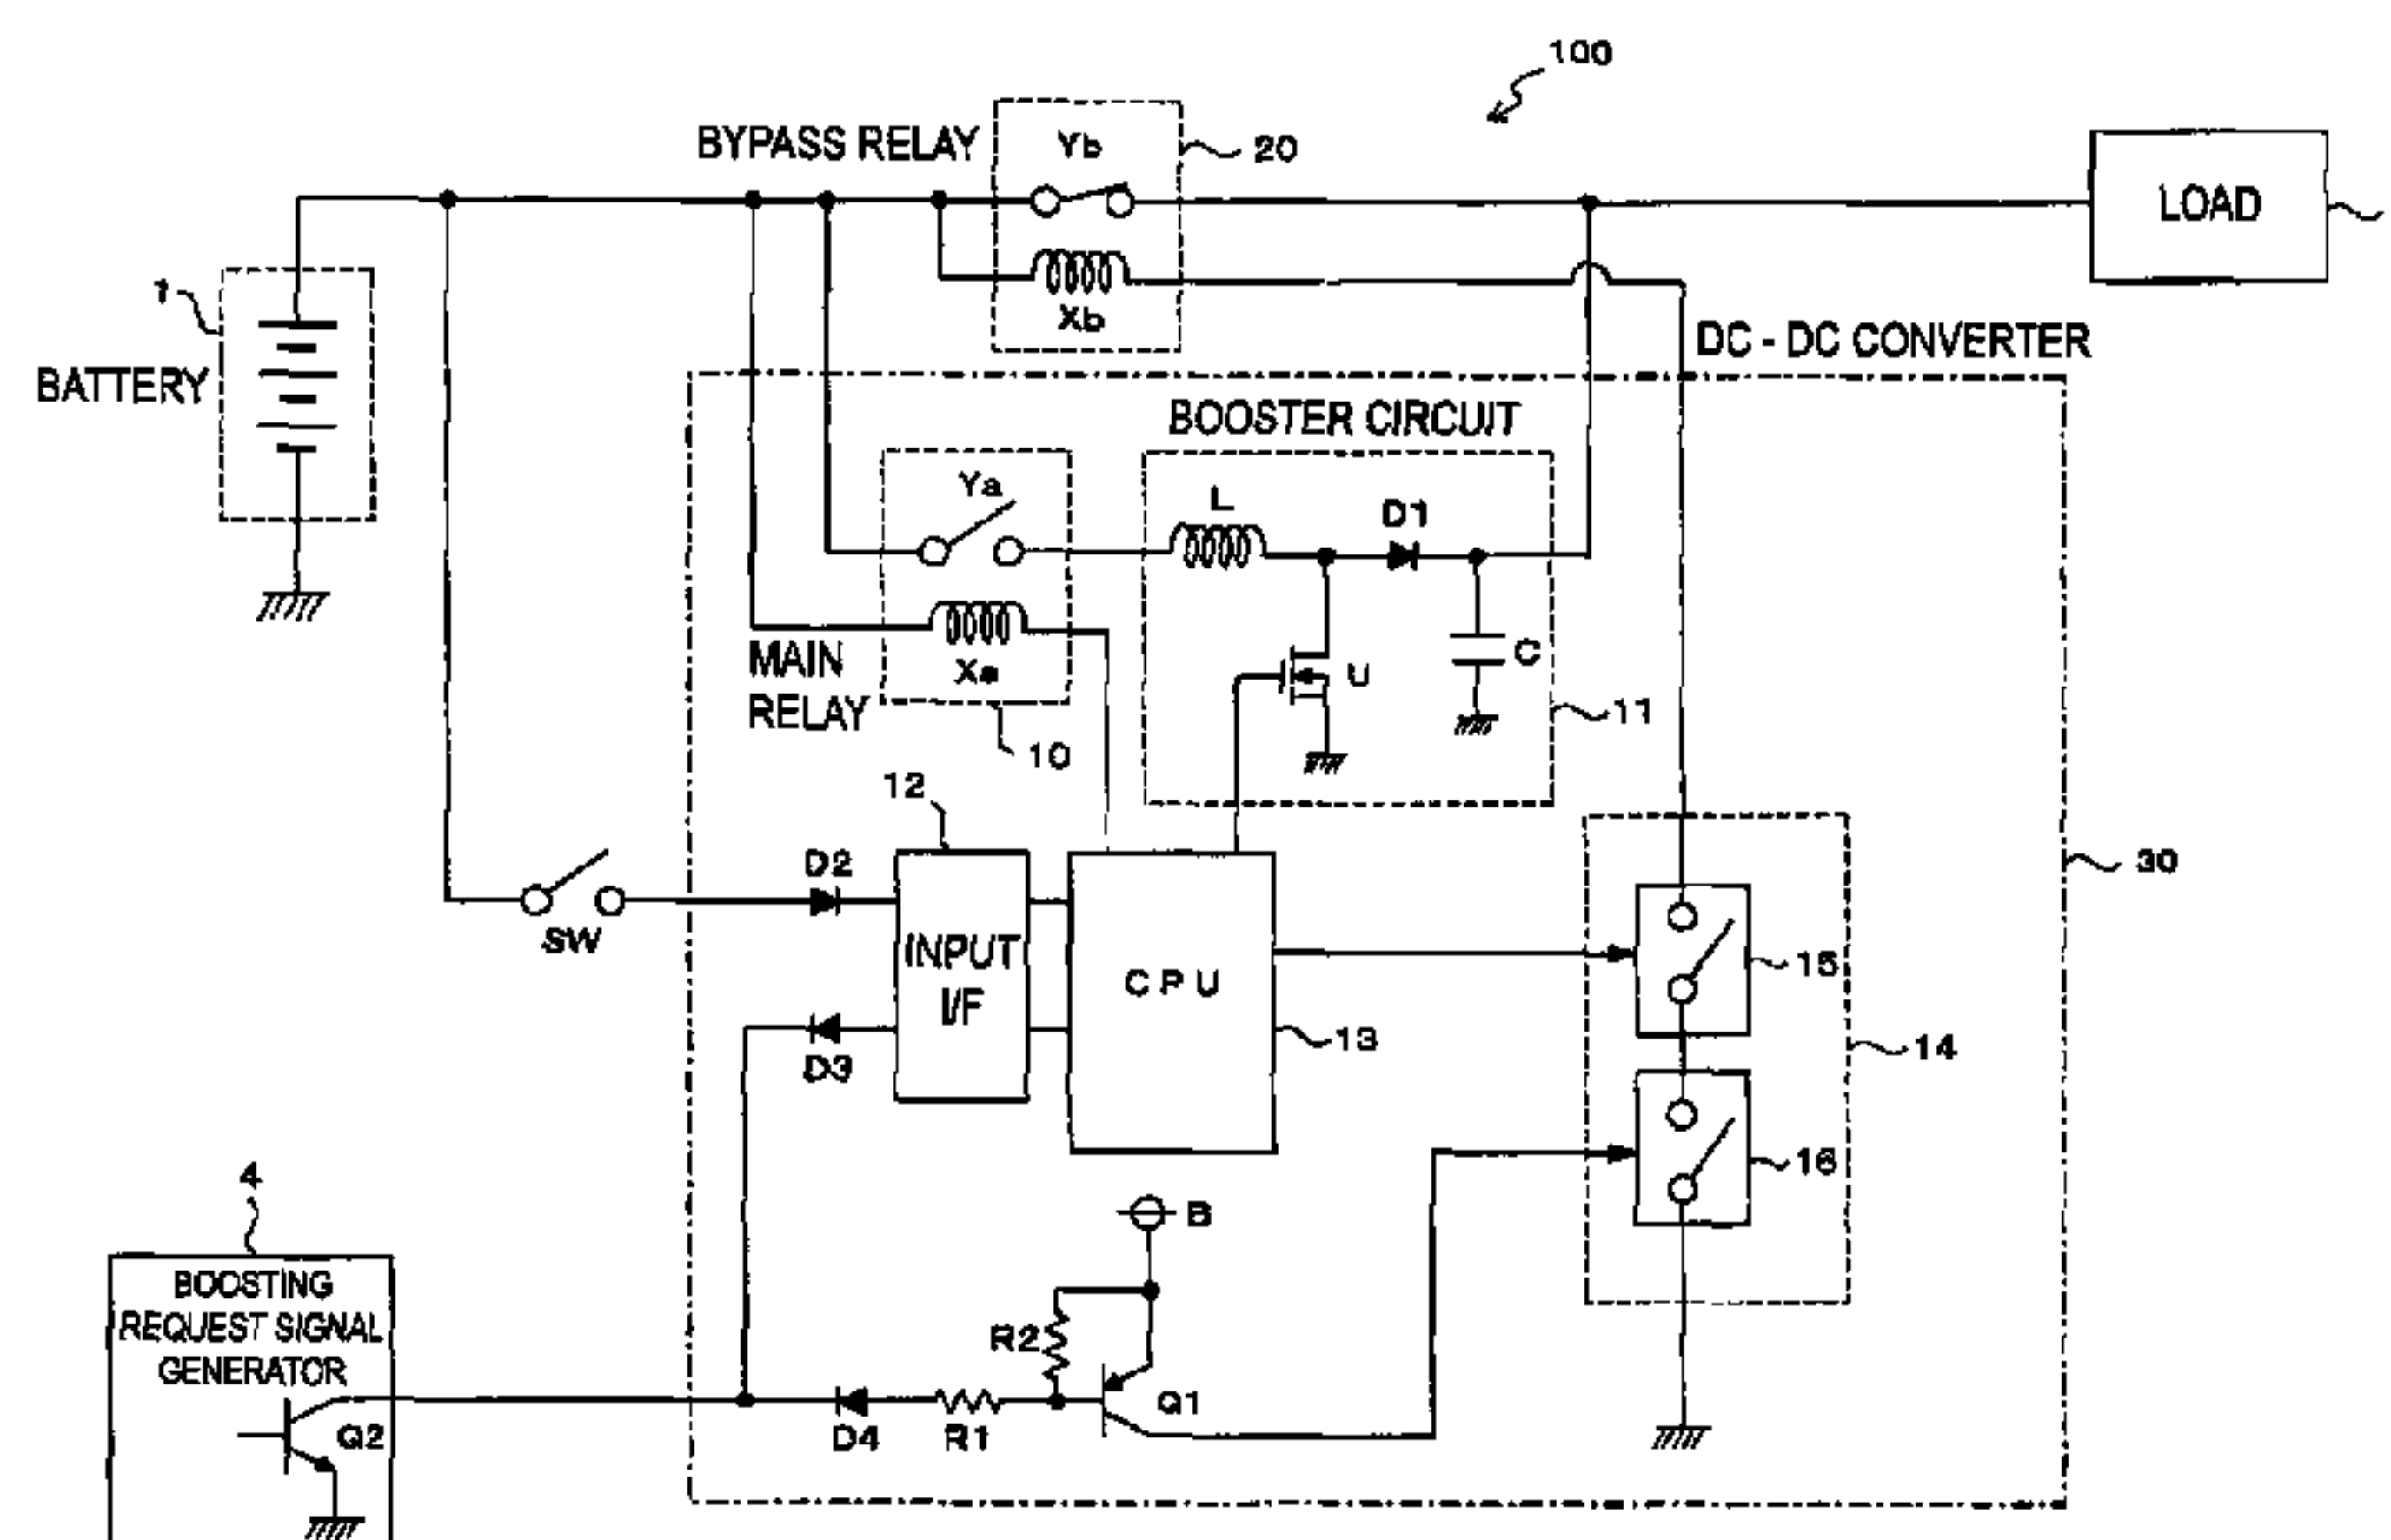 100
BYPASS RELAY
Yb
20
LOAD
Xb
1
BATTERY
DC - DC CONVERTER
BOOSTER CIRCUIT
Ya
L
D1
MAIN
RELAY
Xa
U
C
11
10
12
D2
30
SW
INPUT
I/F
CPU
15
13
14
D3
16
4
B
BOOSTING
REQUEST SIGNAL
GENERATOR
R2
Q1
Q2
D4
R1